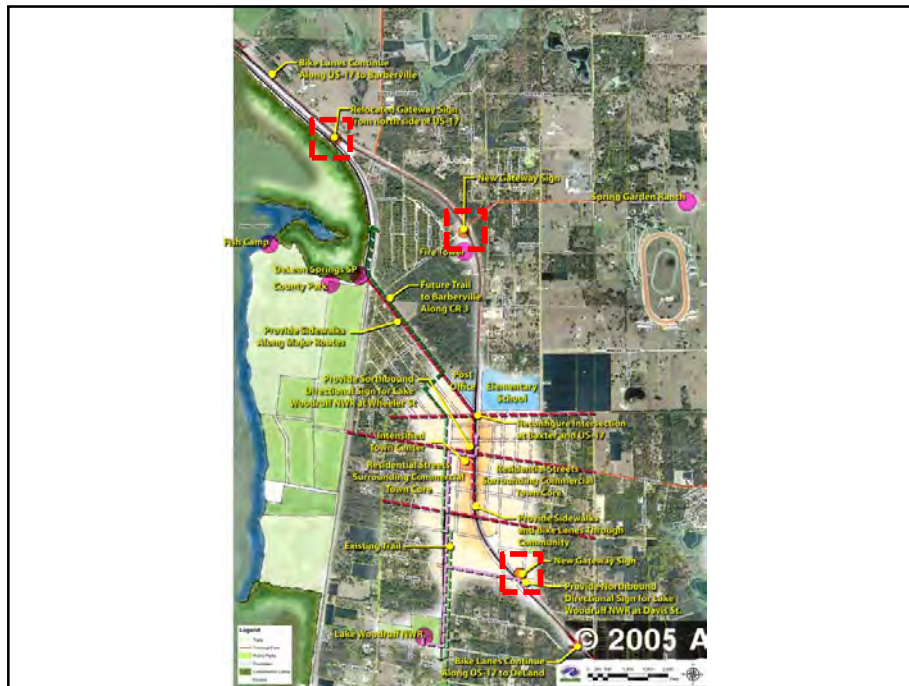 Bike Lanes Continue
Along US-17 to Barberville
Relocated Gateway Sign
from north side of US-17
New Gateway Sign
Spring Garden Ranch
Fish Camp
Fire Tower
DeLeon Springs SP
County Park
Future Trail
to Barberville
Along CR 3
Provide Sidewalks
Along Major Routes
Provide Sorthbound
Directional Sign for Lake
Woodruff NWR at Wheeler St
Post
Office
Elementary
School
Reconfigure Intersection
at Baxter and US-17
Intensified
Town Center
Residential Streets
Surrounding Commercial
Town Core
Residential Streets
Surrounding Commercial
Town Core
Provide Sidewalks
and Bike Lanes Through
Community
Existing Trail
New Gateway Sign
Provide Northbound
Directional Sign for Lake
Woodruff NWR at Davis St.
Lake Woodruff NWR
Bike Lanes Continue
Along US-17 to DeLand
© 2005 A
Legend